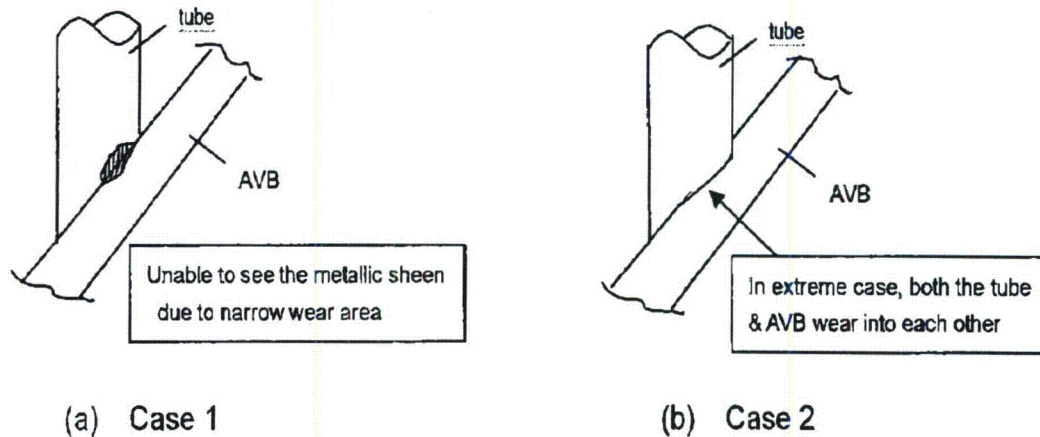 tube
AVB
Unable to see the metallic sheen
due to narrow wear area
(a) Case 1
tube
AVB
In extreme case, both the tube
& AVB wear into each other
(b) Case 2